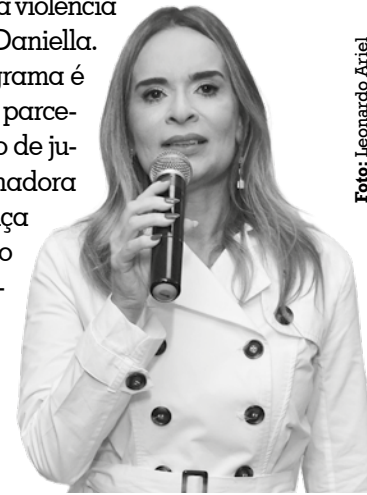 a violência
Daniella.
grama é
parce-
o de ju-
nadora
ça
o
-
Foto: Leonardo Ariel